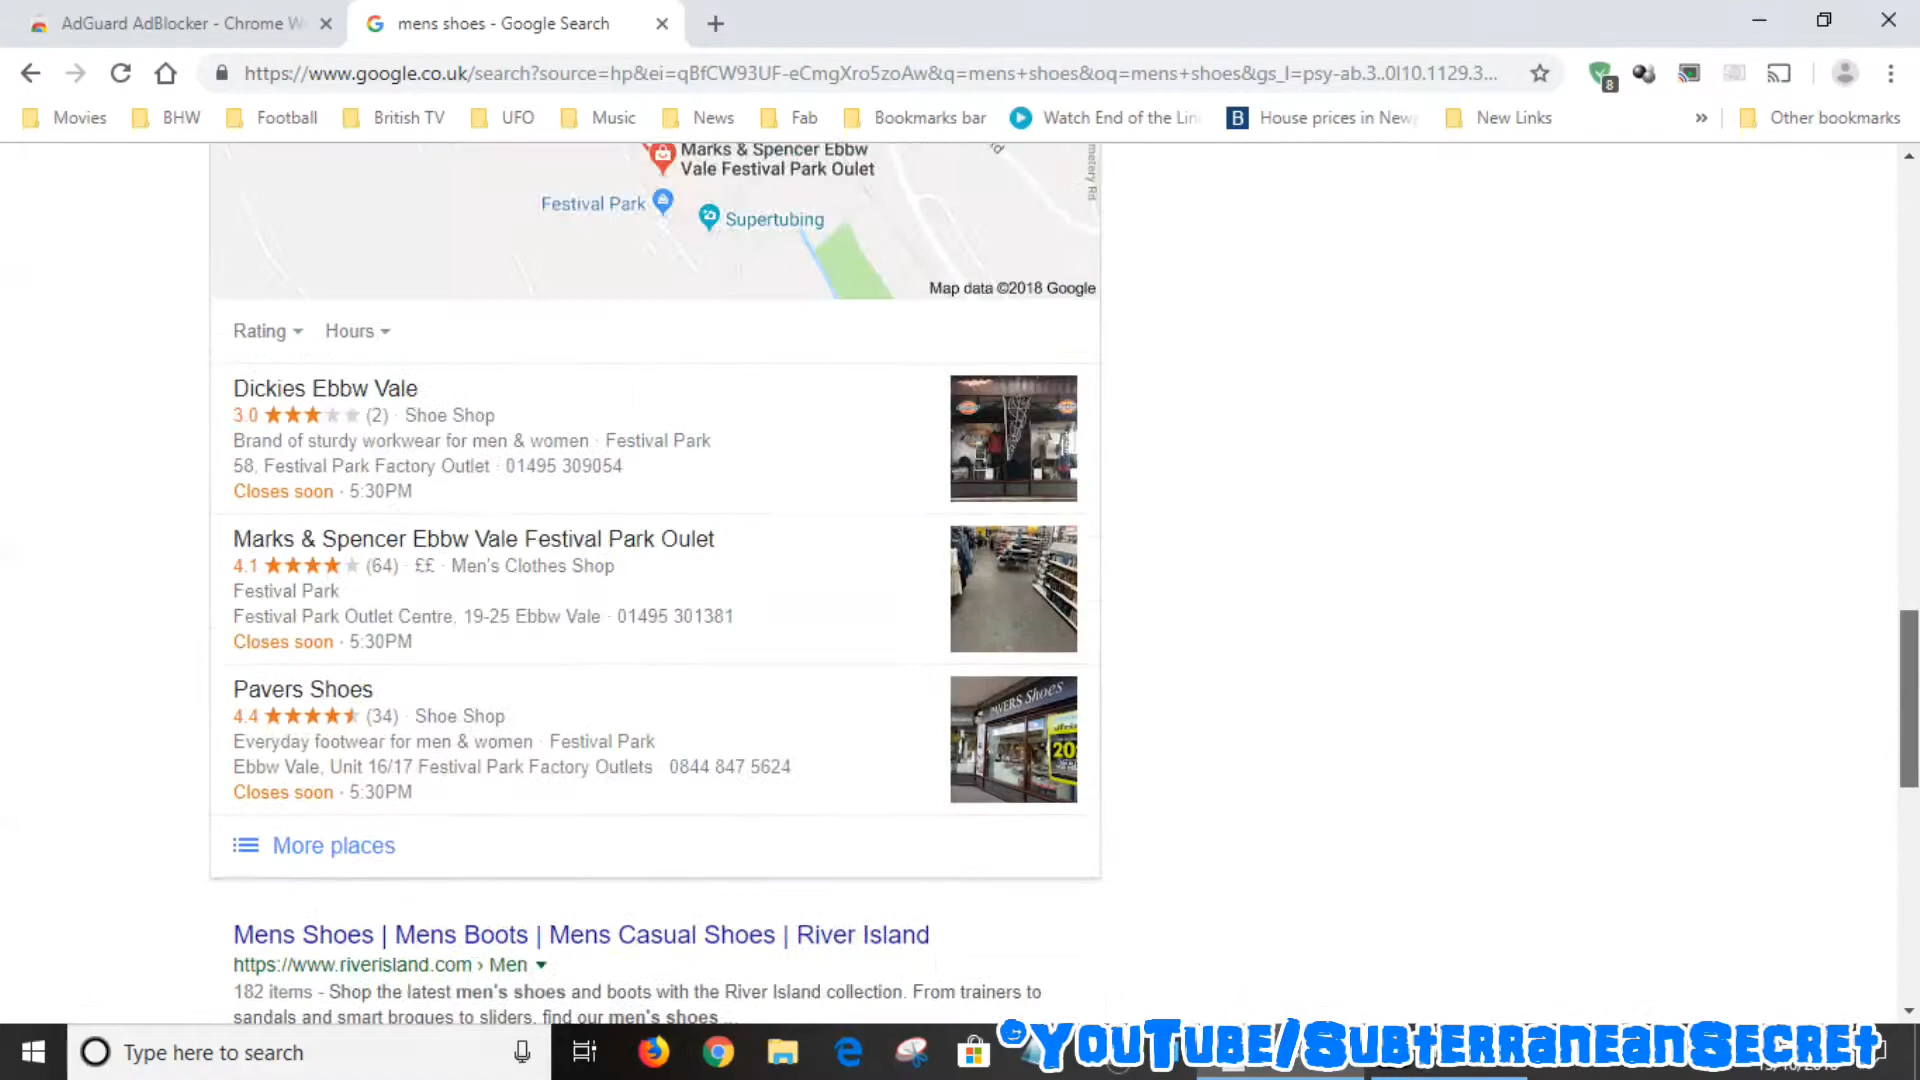 AdGuard AdBlocker - Chrome W
mens shoes - Google Search
https://www.google.co.uk/search?source=hp&ei=qBfCW93UF-eCmgXro5zoAw&q=mens+shoes&oq=mens+shoes&gs_l=psy-ab.3..0l10.1129.3...
8
Movies
BHW
Football
British TV
UFO
Music
News
Fab
Bookmarks bar
Watch End of the Lin
B House prices in Newp
New Links
» Other bookmarks
Marks & Spencer Ebbw
Vale Festival Park Oulet
metery Rd
Festival Park
Supertubing
Map data ©2018 Google
Rating Hours
Dickies Ebbw Vale
3.0 (2) · Shoe Shop
Brand of sturdy workwear for men & women · Festival Park
58, Festival Park Factory Outlet · 01495 309054
Closes soon · 5:30PM
Marks & Spencer Ebbw Vale Festival Park Oulet
4.1 (64) · ££ · Men's Clothes Shop
Festival Park
Festival Park Outlet Centre, 19-25 Ebbw Vale · 01495 301381
Closes soon · 5:30PM
Pavers Shoes
4.4 (34) · Shoe Shop
Everyday footwear for men & women · Festival Park
Ebbw Vale, Unit 16/17 Festival Park Factory Outlets · 0844 847 5624
Closes soon · 5:30PM
PAVERS Shoes
20
More places
Mens Shoes | Mens Boots | Mens Casual Shoes | River Island
https://www.riverisland.com › Men
182 items - Shop the latest men's shoes and boots with the River Island collection. From trainers to
sandals and smart brogues to sliders, find our men's shoes ...
Type here to search
©YouTube/SubterraneanSecret